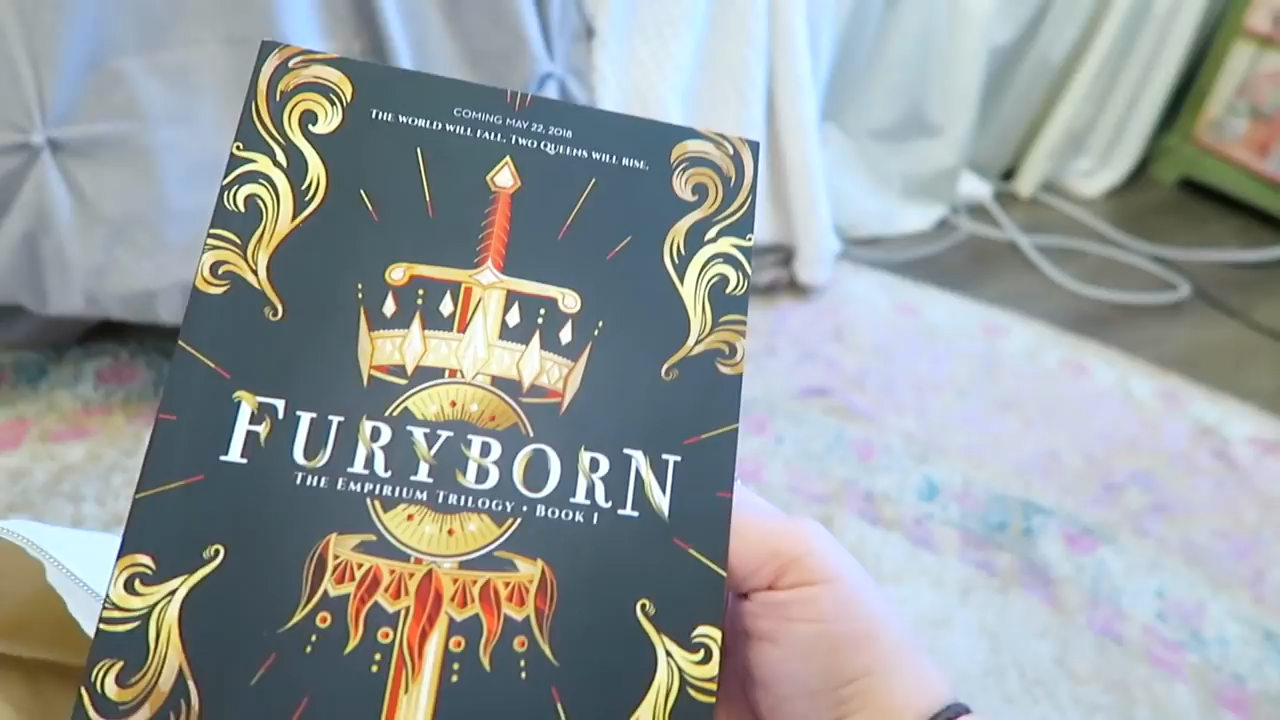 COMING MAY 22, 2018
THE WORLD WILL FALL. TWO QUEENS WILL RISE.
FURYBORN
THE EMPIRIUM TRILOGY • BOOK 1